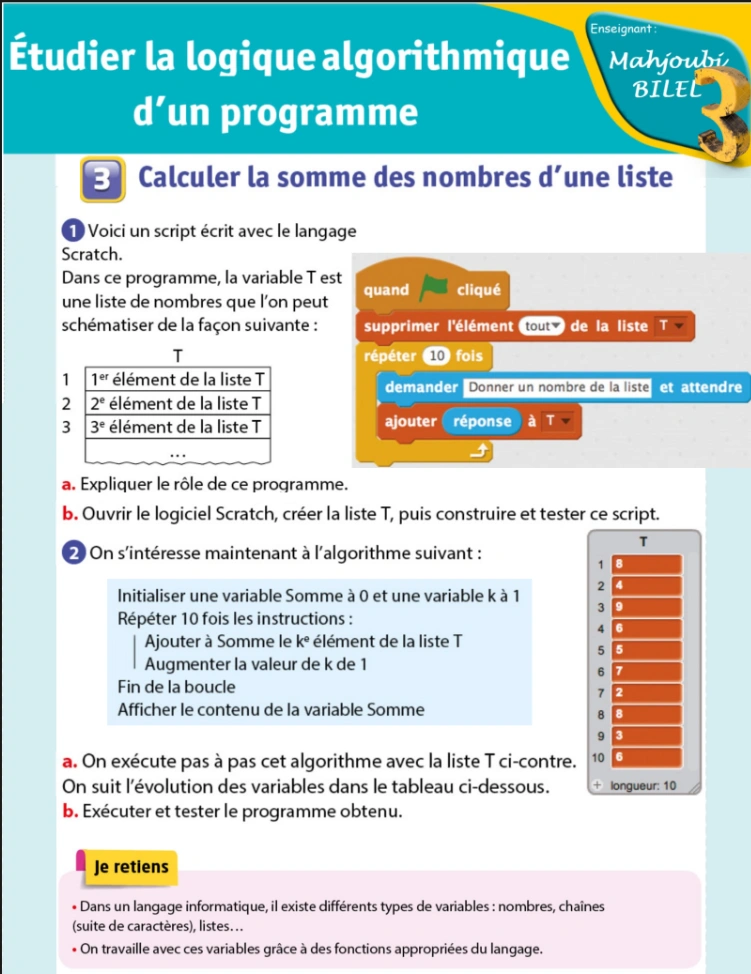 Étudier la logique algorithmique
d'un programme
Enseignant :
Mahjoubi
BILEL
3
3 Calculer la somme des nombres d'une liste
1 Voici un script écrit avec le langage
Scratch.
Dans ce programme, la variable T est
une liste de nombres que l'on peut
schématiser de la façon suivante :
T
1 1er élément de la liste T
2 2e élément de la liste T
3 3e élément de la liste T
...
quand cliqué
supprimer l'élément tout de la liste T
répéter 10 fois
demander Donner un nombre de la liste et attendre
ajouter réponse à T
a. Expliquer le rôle de ce programme.
b. Ouvrir le logiciel Scratch, créer la liste T, puis construire et tester ce script.
2 On s'intéresse maintenant à l'algorithme suivant :
Initialiser une variable Somme à 0 et une variable k à 1
Répéter 10 fois les instructions :
Ajouter à Somme le ke élément de la liste T
Augmenter la valeur de k de 1
Fin de la boucle
Afficher le contenu de la variable Somme
T
1 8
2 4
3 9
4 6
5 5
6 7
7 2
8 8
9 3
10 6
+ longueur: 10
a. On exécute pas à pas cet algorithme avec la liste T ci-contre.
On suit l'évolution des variables dans le tableau ci-dessous.
b. Exécuter et tester le programme obtenu.
Je retiens
• Dans un langage informatique, il existe différents types de variables : nombres, chaînes
(suite de caractères), listes…
• On travaille avec ces variables grâce à des fonctions appropriées du langage.